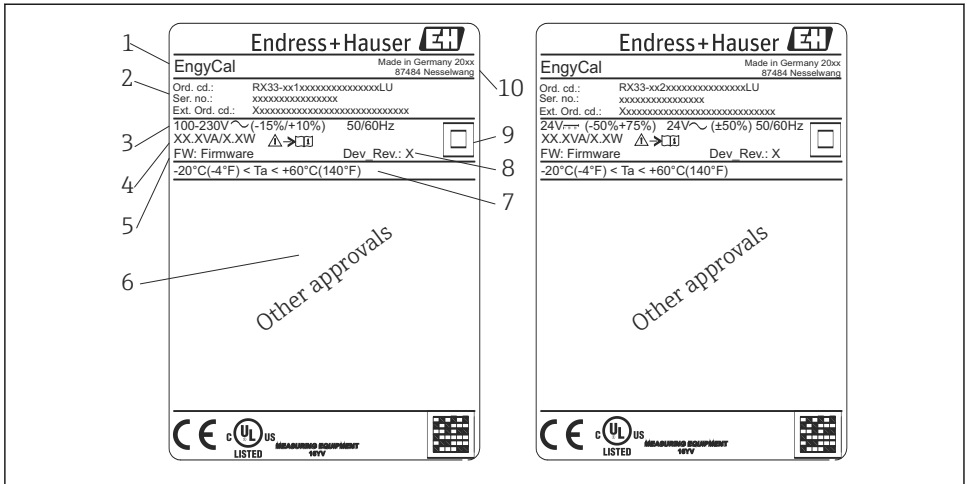 1
2
3
4
5
6
7
8
9
10
Endress+Hauser EH
EngyCal
Made in Germany 20xx
87484 Nesselwang
Ord. cd.: RX33-xx1xxxxxxxxxxxxxxxLU
Ser. no.: xxxxxxxxxxxxxxxx
Ext. Ord. cd.: Xxxxxxxxxxxxxxxxxxxxxxxxxxxx
100-230V (-15%/+10%) 50/60Hz
XX.XVA/X.XW
FW: Firmware Dev_Rev.: X
-20°C(-4°F) < Ta < +60°C(140°F)
Other approvals
CE C UL US
LISTED
MEASURING EQUIPMENT
16YV
Endress+Hauser EH
EngyCal
Made in Germany 20xx
87484 Nesselwang
Ord. cd.: RX33-xx2xxxxxxxxxxxxxxxLU
Ser. no.: xxxxxxxxxxxxxxxx
Ext. Ord. cd.: Xxxxxxxxxxxxxxxxxxxxxxxxxxxx
24V (-50%+75%) 24V (±50%) 50/60Hz
XX.XVA/X.XW
FW: Firmware Dev_Rev.: X
-20°C(-4°F) < Ta < +60°C(140°F)
Other approvals
CE C UL US
LISTED
MEASURING EQUIPMENT
16YV